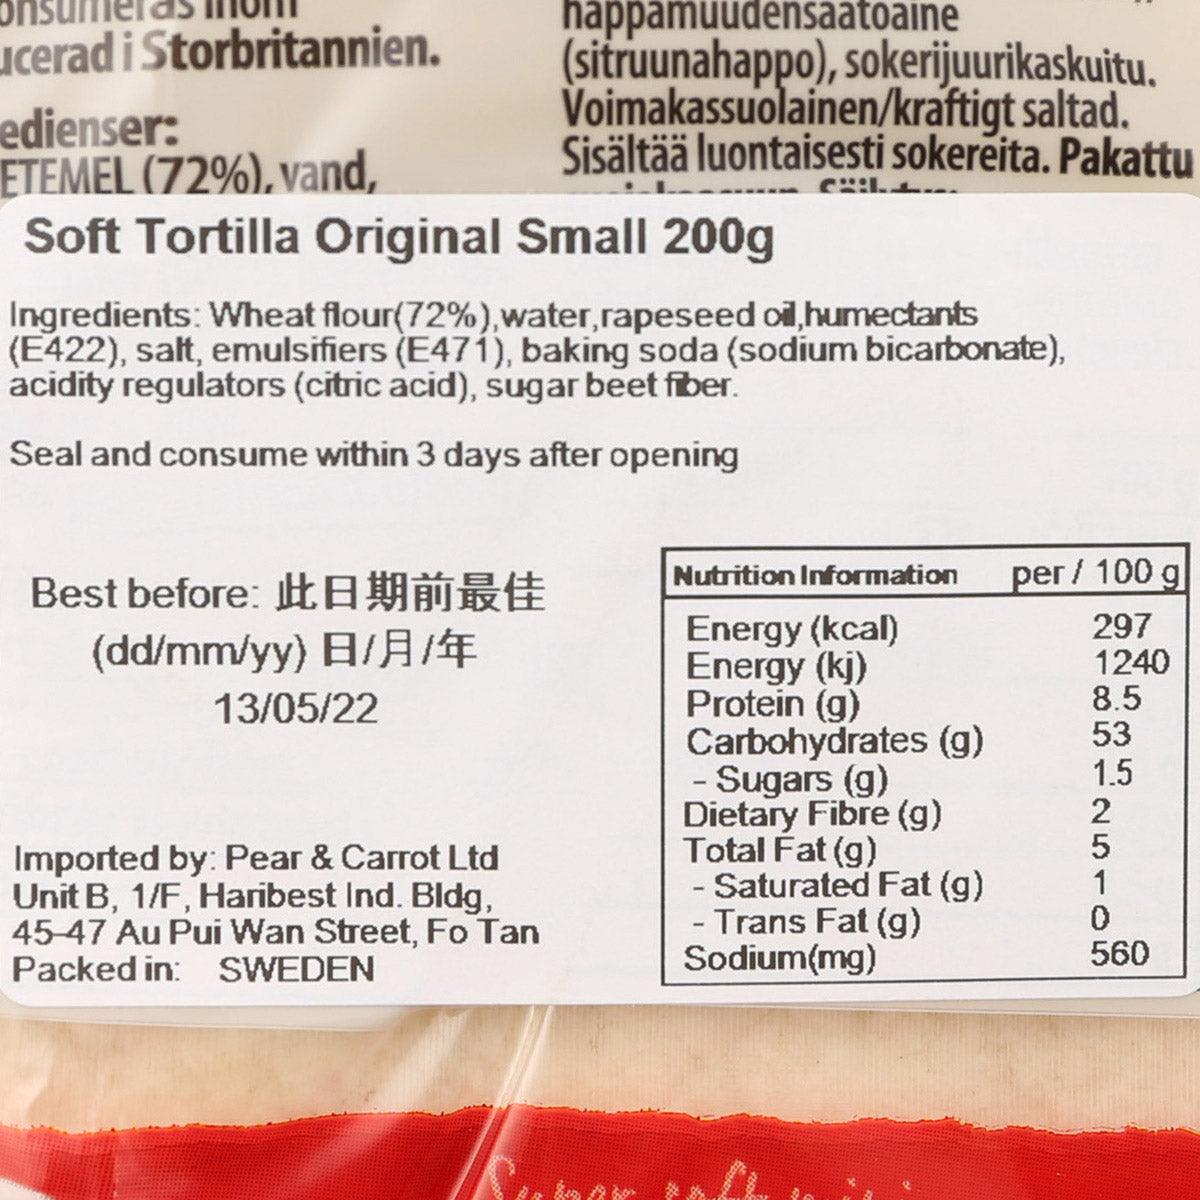 ucerad i Storbritannien.
edienser:
ETEMEL (72%), vand,
happamuudensäätöaine
(sitruunahappo), sokerijuurikaskuitu.
Voimakassuolainen/kraftigt saltad.
Sisältää luontaisesti sokereita. Pakattu
Soft Tortilla Original Small 200g
Ingredients: Wheat flour(72%),water,rapeseed oil,humectants
(E422), salt, emulsifiers (E471), baking soda (sodium bicarbonate),
acidity regulators (citric acid), sugar beet fiber.
Seal and consume within 3 days after opening
Best before: 此日期前最佳
(dd/mm/yy) 日/月/年
13/05/22
Imported by: Pear & Carrot Ltd
Unit B, 1/F, Haribest Ind. Bldg,
45-47 Au Pui Wan Street, Fo Tan
Packed in: SWEDEN
Nutrition Information per / 100 g
Energy (kcal) 297
Energy (kj) 1240
Protein (g) 8.5
Carbohydrates (g) 53
- Sugars (g) 1.5
Dietary Fibre (g) 2
Total Fat (g) 5
- Saturated Fat (g) 1
- Trans Fat (g) 0
Sodium(mg) 560